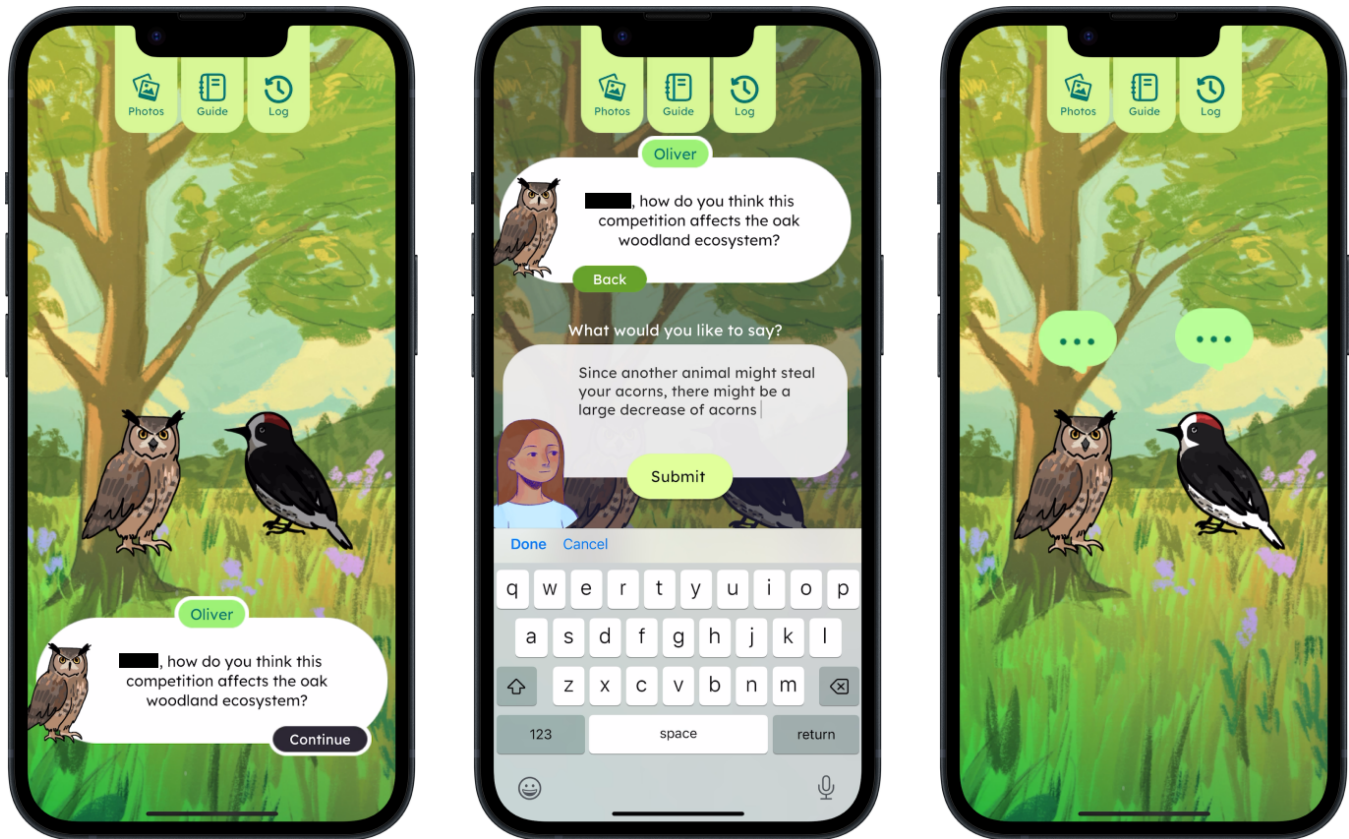 Photos Guide Log
Oliver
, how do you think this
competition affects the oak
woodland ecosystem?
Continue
Photos Guide Log
Oliver
, how do you think this
competition affects the oak
woodland ecosystem?
Back
What would you like to say?
Since another animal might steal
your acorns, there might be a
large decrease of acorns
Submit
Done Cancel
q w e r t y u i o p
a s d f g h j k l
z x c v b n m
123 space return
Photos Guide Log